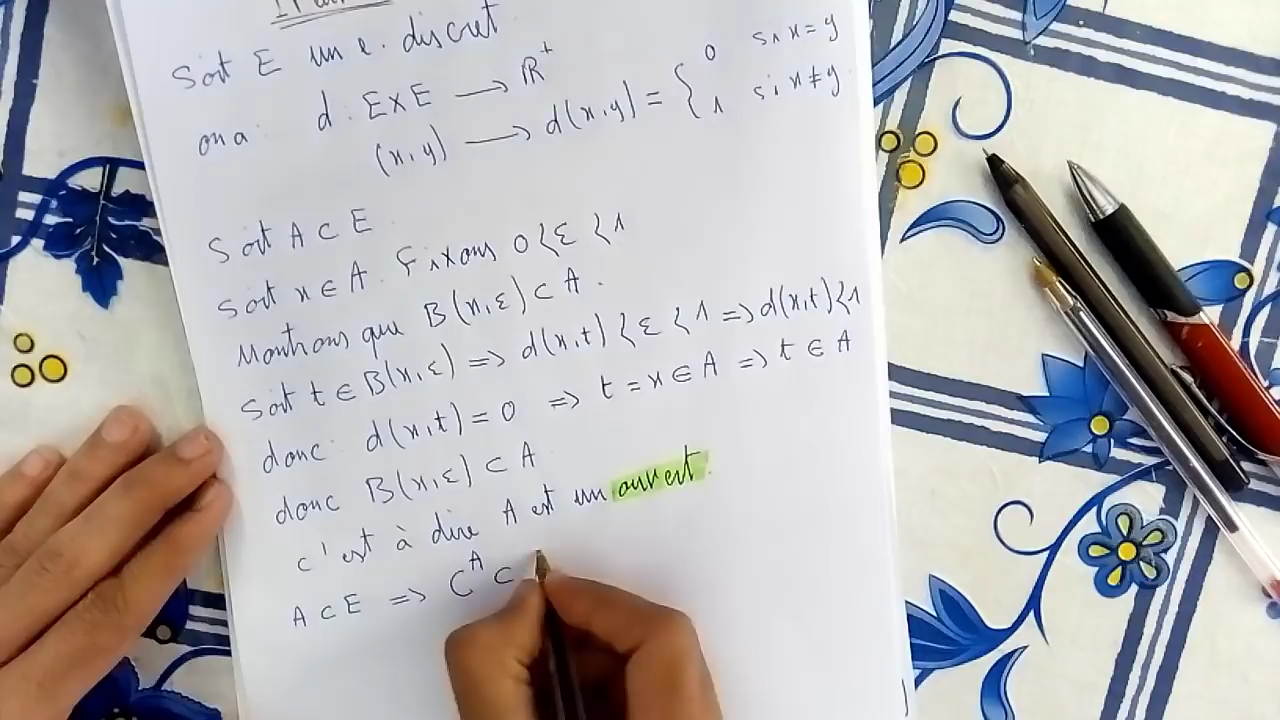 Soit E un e. discret
on a: d: E×E ⟶ ℝ⁺
(x,y) ⟶ d(x,y) = { 0 si x=y
1 si x≠y
Soit A ⊂ E.
soit x ∈ A. Fixons 0<ε<1
Montrons que B(x,ε) ⊂ A.
soit t ∈ B(x,ε) => d(x,t)<ε<1 => d(x,t)<1
donc: d(x,t)=0 => t=x ∈ A => t ∈ A
donc B(x,ε) ⊂ A
c'est à dire A est un ouvert.
A ⊂ E => C^A ⊂